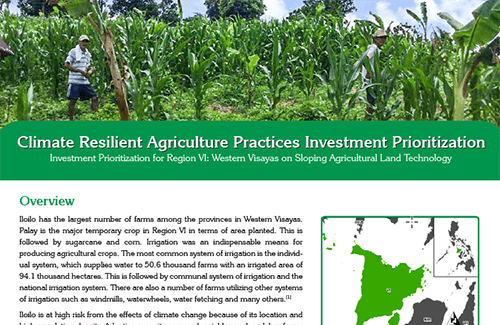 Climate Resilient Agriculture Practices Investment Prioritization
Investment Prioritization for Region VI: Western Visayas on Sloping Agricultural Land Technology
Overview
Iloilo has the largest number of farms among the provinces in Western Visayas.
Palay is the major temporary crop in Region VI in terms of area planted. This is
followed by sugarcane and corn. Irrigation was an indispensable means for
producing agricultural crops. The most common system of irrigation is the individ-
ual system, which supplies water to 50.6 thousand farms with an irrigated area of
94.1 thousand hectares. This is followed by communal system of irrigation and the
national irrigation system. There are also a number of farms utilizing other systems
of irrigation such as windmills, waterwheels, water fetching and many others.[1]
Iloilo is at high risk from the effects of climate change because of its location and